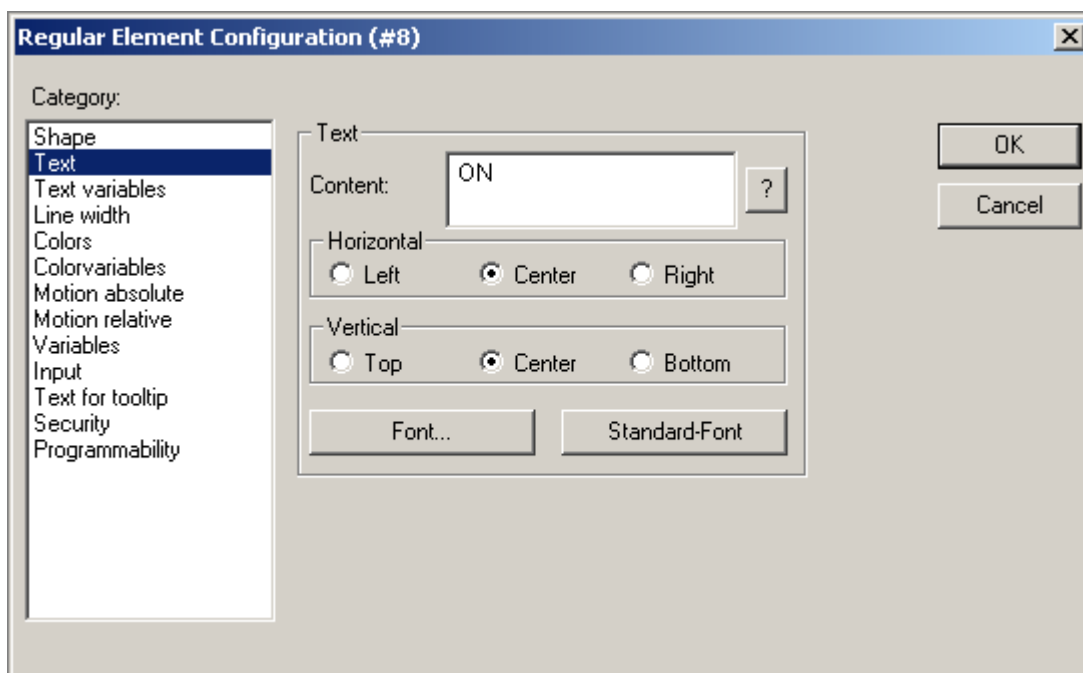 Regular Element Configuration (#8)
Category:
Shape
Text
Text variables
Line width
Colors
Colorvariables
Motion absolute
Motion relative
Variables
Input
Text for tooltip
Security
Programmability
Text
Content:
ON
?
Horizontal
Left Center Right
Vertical
Top Center Bottom
Font... Standard-Font
OK
Cancel